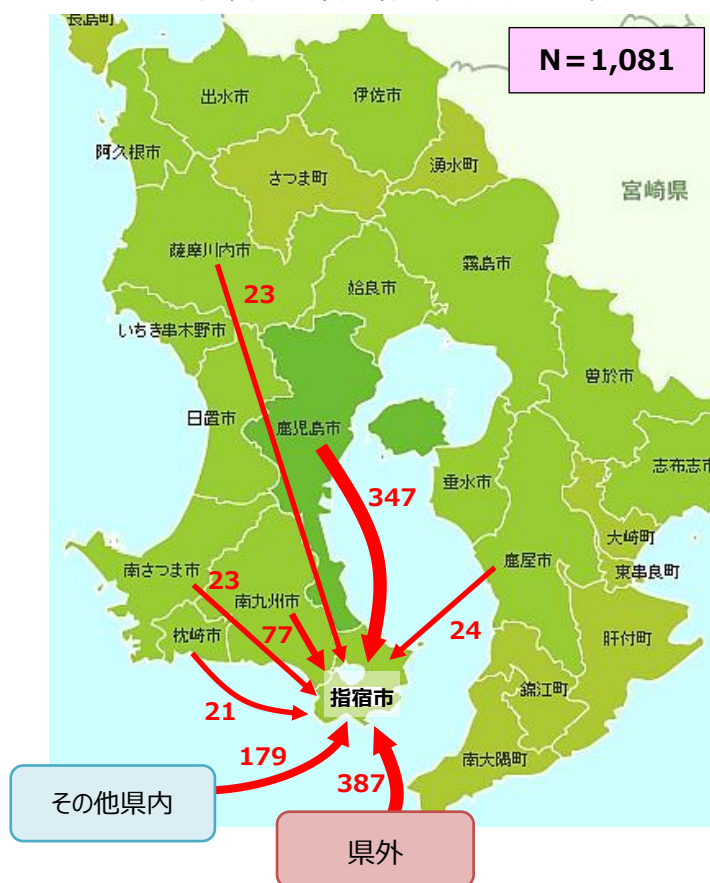 長島町
N＝1,081
出水市
伊佐市
阿久根市
さつま町
湧水町
宮崎県
薩摩川内市
霧島市
23
姶良市
いちき串木野市
曽於市
日置市
鹿児島市
志布志市
347
垂水市
大崎町
南さつま市
鹿屋市
東串良町
23
南九州市
枕崎市
77
24
肝付町
錦江町
指宿市
21
179
南大隅町
387
その他県内
県外